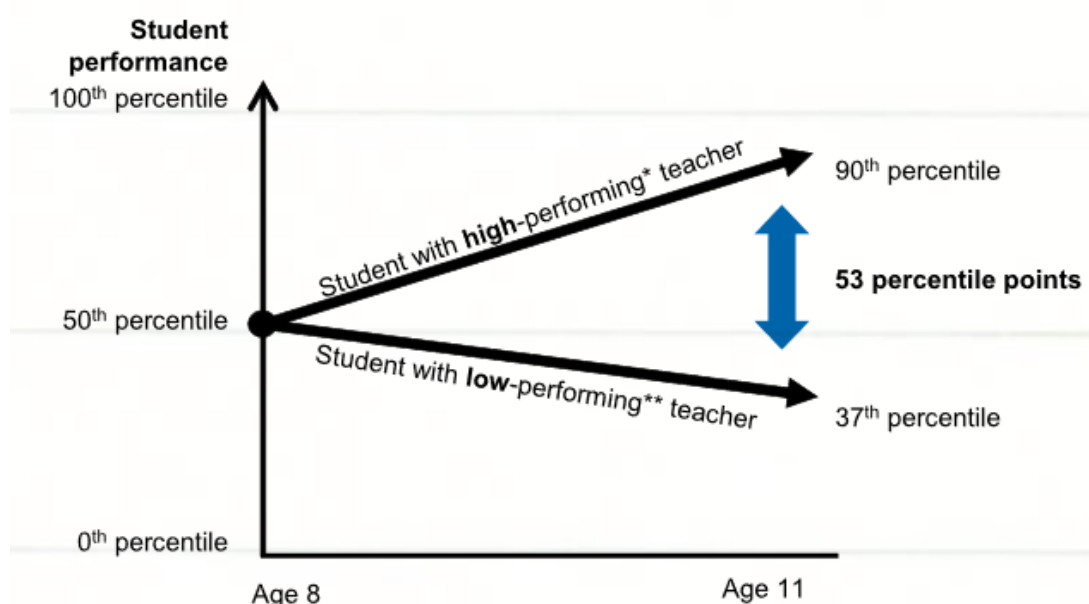 Student
performance
100th percentile
Student with high-performing* teacher
90th percentile
53 percentile points
50th percentile
Student with low-performing** teacher
37th percentile
0th percentile
Age 8
Age 11